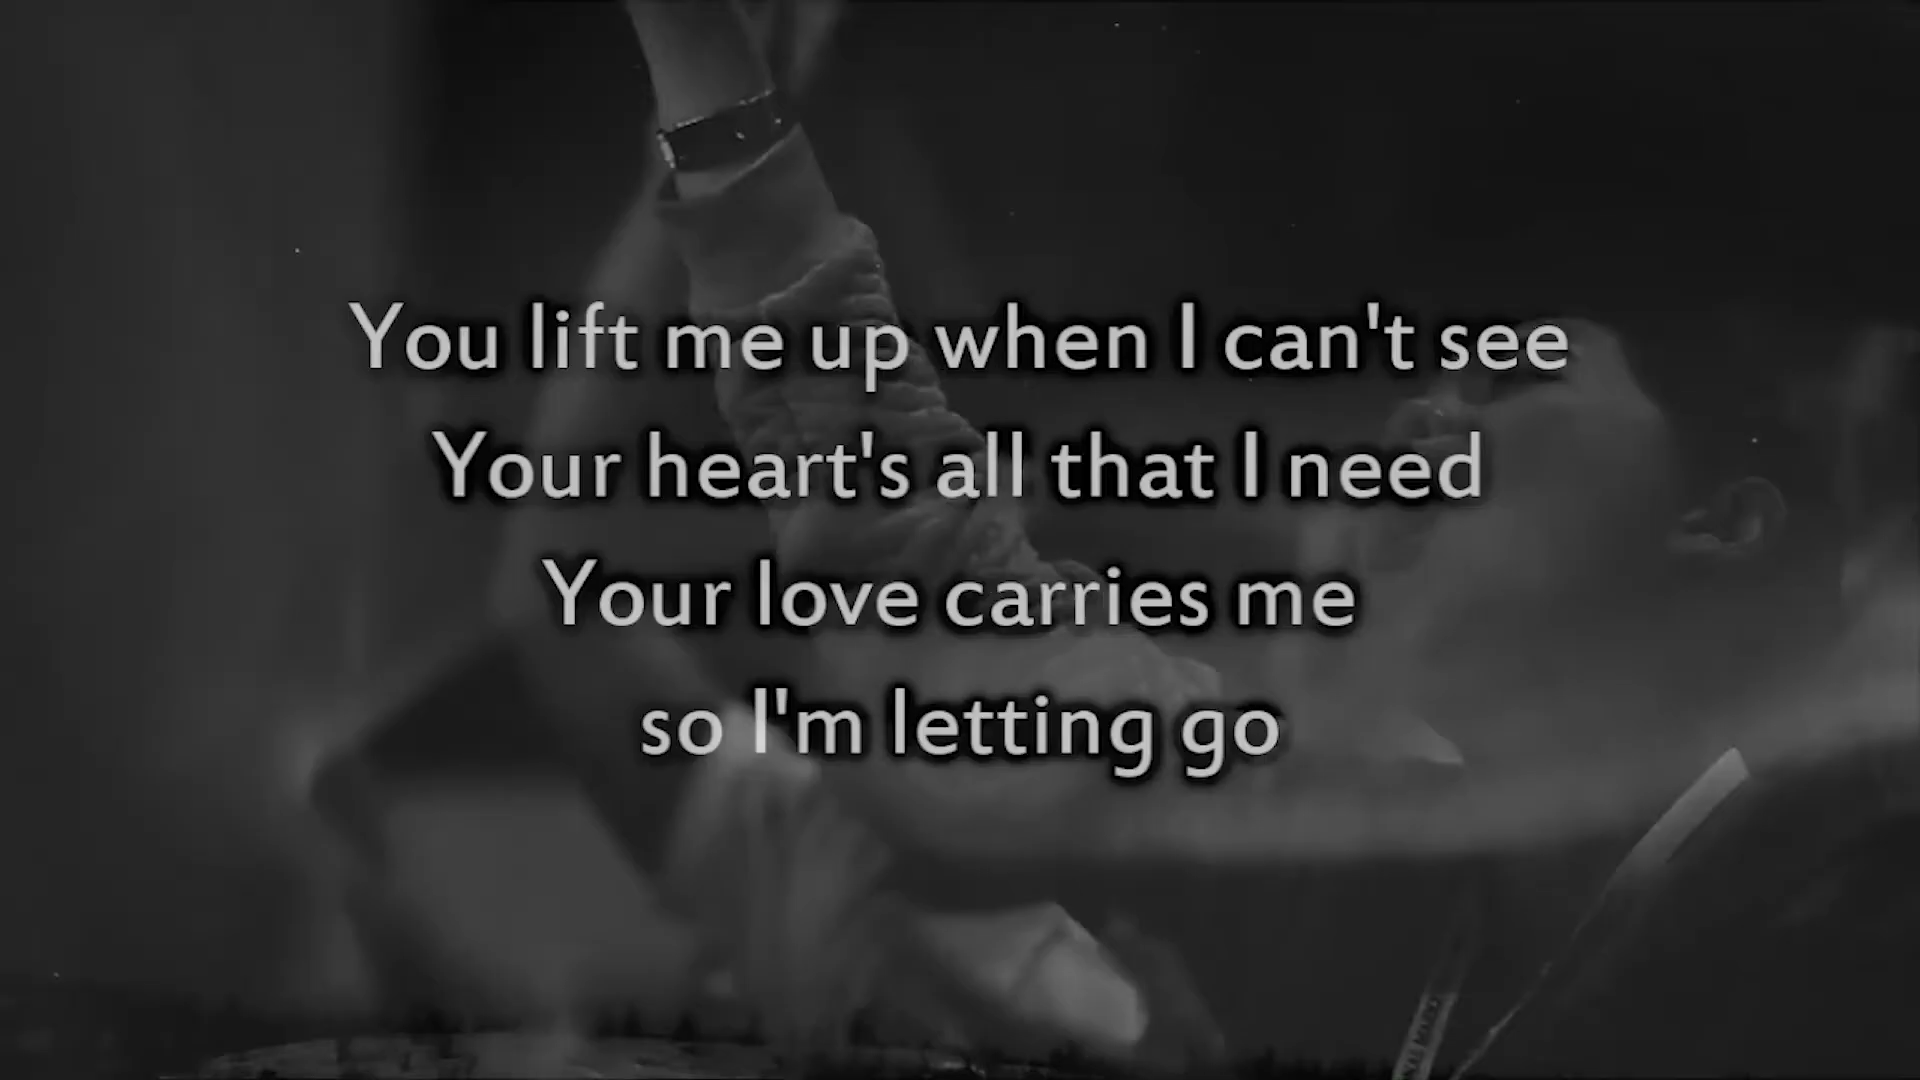 You lift me up when I can't see
Your heart's all that I need
Your love carries me
so I'm letting go